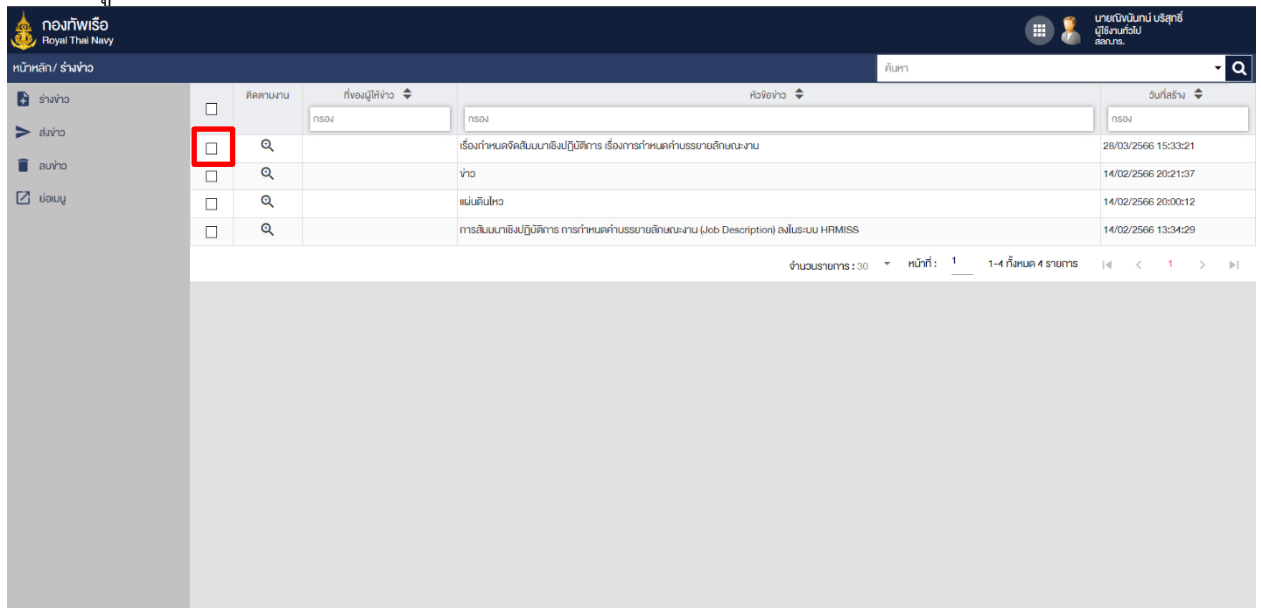 กองทัพเรือ
Royal Thai Navy
นายณิงนันทน์ บริสุทธิ์
ผู้ใช้งานทั่วไป
สลก.ทร.
หน้าหลัก/ ร่างข่าว
ค้นหา
ร่างข่าว
ส่งข่าว
ลบข่าว
ย่อเมนู
ติดตามงาน ที่ของผู้ให้ข่าว หัวข้อข่าว วันที่สร้าง
กรอง กรอง กรอง
เรื่องกำหนดจัดสัมมนาเชิงปฏิบัติการ เรื่องการกำหนดคำบรรยายลักษณะงาน 28/03/2566 15:33:21
ข่าว 14/02/2566 20:21:37
แผ่นดินไหว 14/02/2566 20:00:12
การสัมมนาเชิงปฏิบัติการ การกำหนดคำบรรยายลักษณะงาน (Job Description) ลงในระบบ HRMISS 14/02/2566 13:34:29
จำนวนรายการ : 30 หน้าที่ : 1 1-4 ทั้งหมด 4 รายการ 1